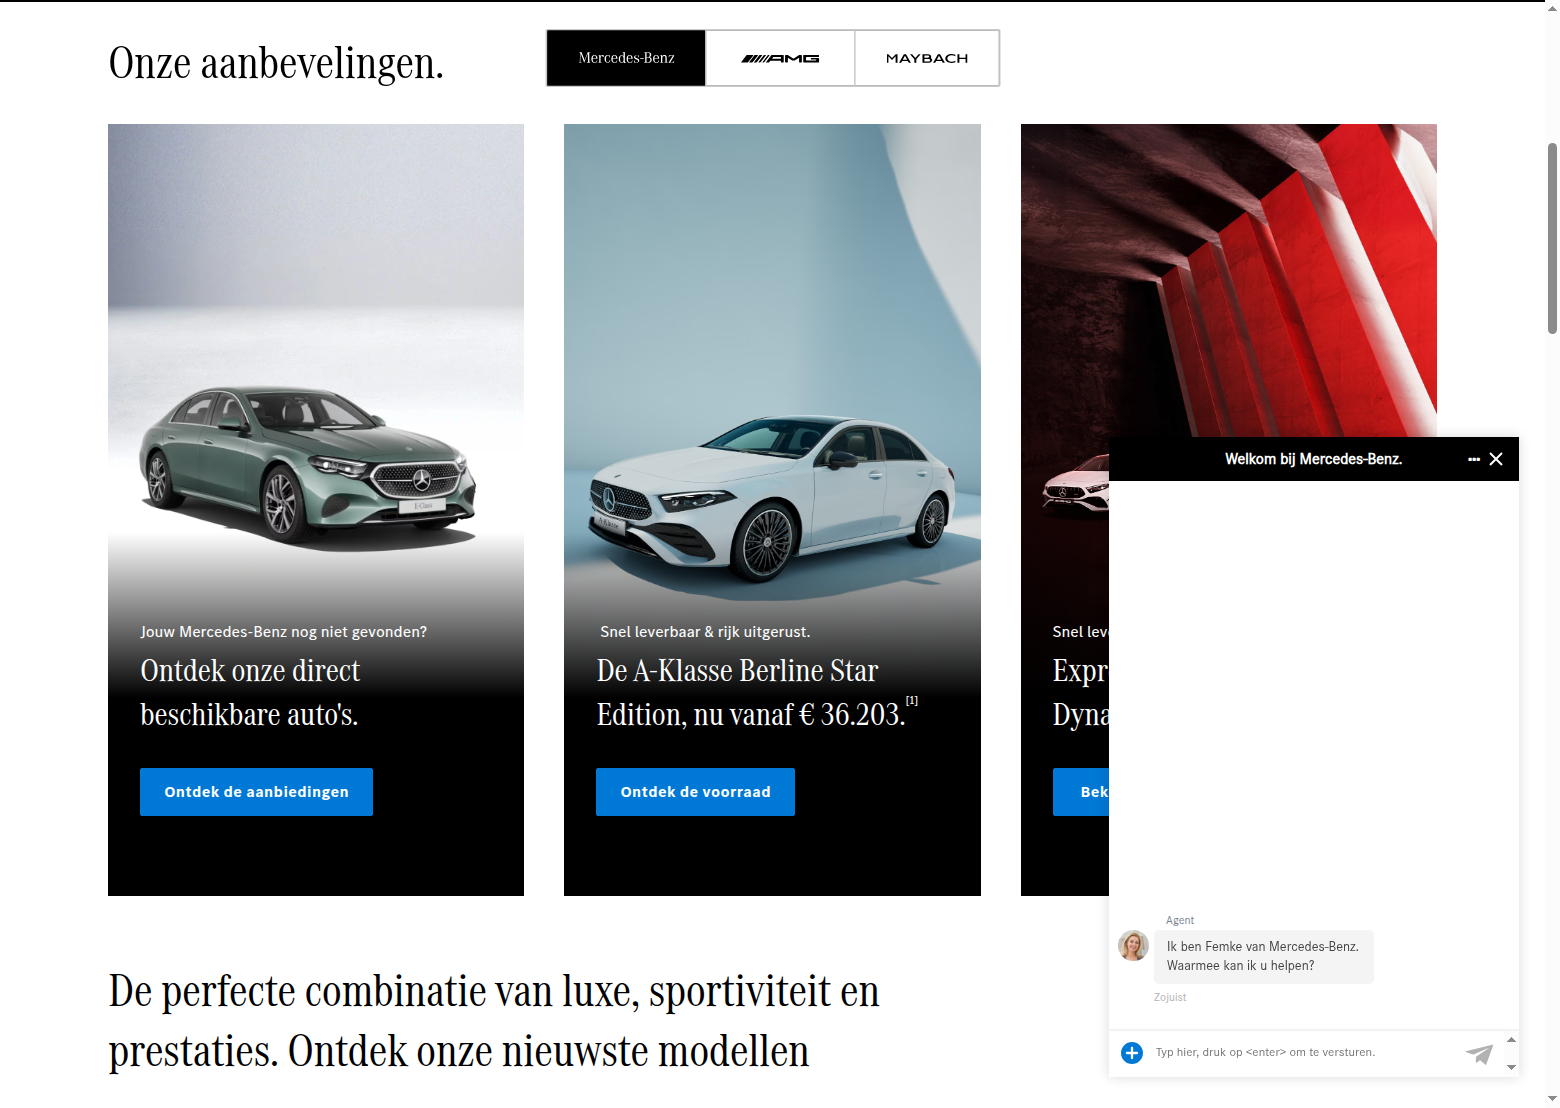 Onze aanbevelingen.
Mercedes-Benz
AMG
MAYBACH
Jouw Mercedes-Benz nog niet gevonden?
Ontdek onze direct
beschikbare auto's.
Ontdek de aanbiedingen
E-Class
Snel leverbaar & rijk uitgerust.
De A-Klasse Berline Star
Edition, nu vanaf € 36.203.[1]
Ontdek de voorraad
A-Klasse
Snel lev
Expr
Dyna
Bek
Welkom bij Mercedes-Benz.
Agent
Ik ben Femke van Mercedes-Benz.
Waarmee kan ik u helpen?
Zojuist
Typ hier, druk op <enter> om te versturen.
De perfecte combinatie van luxe, sportiviteit en
prestaties. Ontdek onze nieuwste modellen